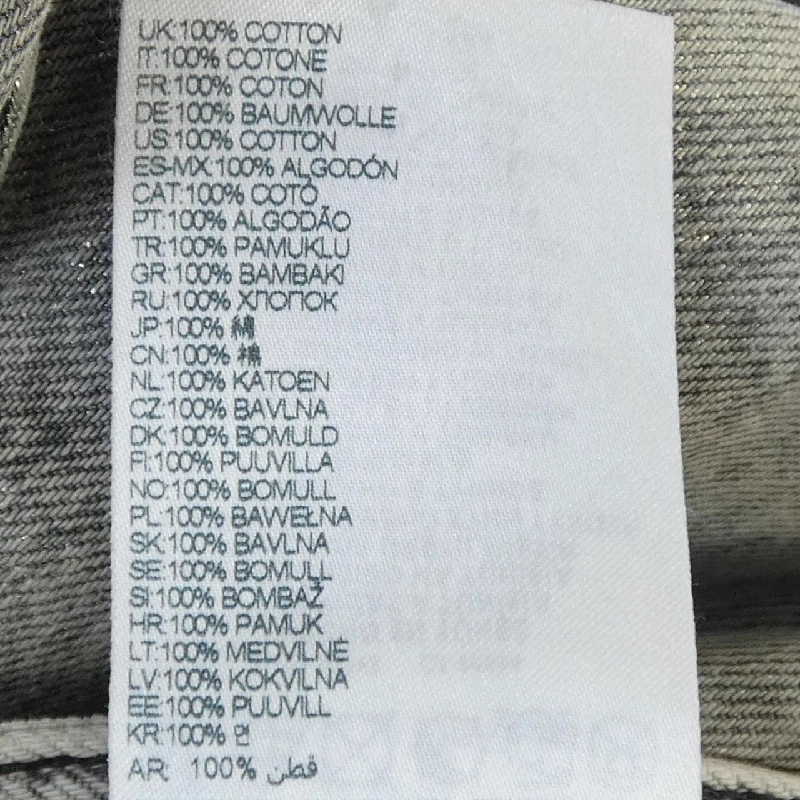 UK:100% COTTON
IT:100% COTONE
FR:100% COTON
DE:100% BAUMWOLLE
US:100% COTTON
ES-MX:100% ALGODÓN
CAT:100% COTÓ
PT:100% ALGODÃO
TR:100% PAMUKLU
GR:100% BAMBAKI
RU:100% ХЛОПОК
JP:100% 綿
CN:100% 棉
NL:100% KATOEN
CZ:100% BAVLNA
DK:100% BOMULD
FI:100% PUUVILLA
NO:100% BOMULL
PL:100% BAWEŁNA
SK:100% BAVLNA
SE:100% BOMULL
SI:100% BOMBAŽ
HR:100% PAMUK
LT:100% MEDVILNĖ
LV:100% KOKVILNA
EE:100% PUUVILL
KR:100% 면
AR: 100% قطن